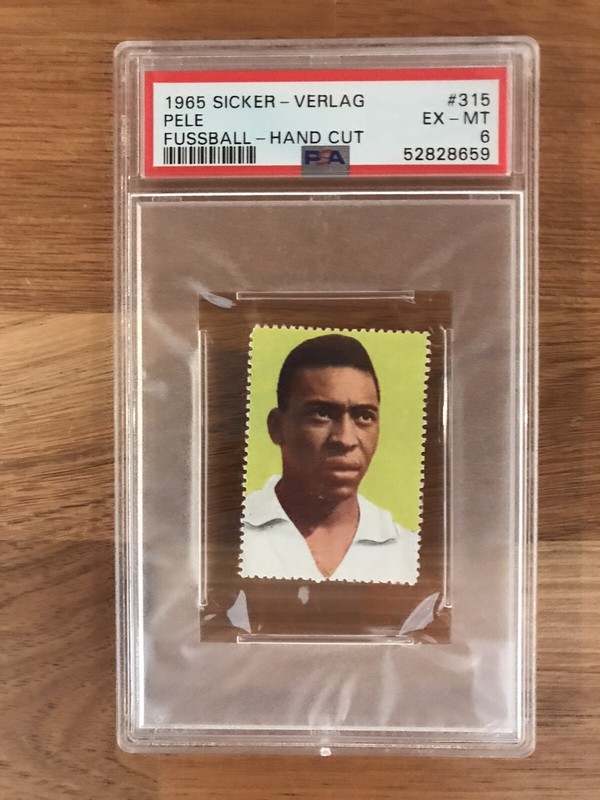 1965 SICKER - VERLAG #315
PELE EX - MT
FUSSBALL - HAND CUT 6
PSA 52828659